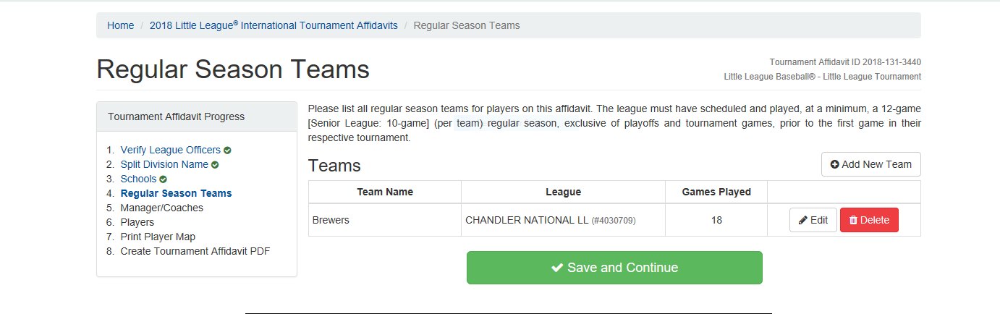 Home / 2018 Little League® International Tournament Affidavits / Regular Season Teams
Regular Season Teams
Tournament Affidavit ID 2018-131-3440
Little League Baseball® - Little League Tournament
Tournament Affidavit Progress
1. Verify League Officers
2. Split Division Name
3. Schools
4. Regular Season Teams
5. Manager/Coaches
6. Players
7. Print Player Map
8. Create Tournament Affidavit PDF
Please list all regular season teams for players on this affidavit. The league must have scheduled and played, at a minimum, a 12-game
[Senior League: 10-game] (per team) regular season, exclusive of playoffs and tournament games, prior to the first game in their
respective tournament.
Teams
Add New Team
Team Name League Games Played
Brewers CHANDLER NATIONAL LL (#4030709) 18 Edit Delete
Save and Continue